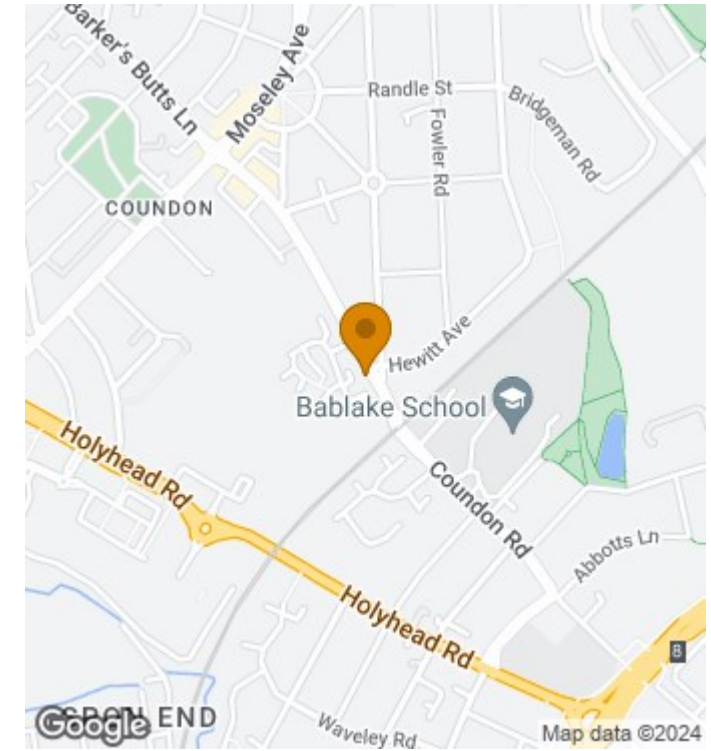 Barker's Butts Ln
Moseley Ave
Randle St
Bridgeman Rd
Fowler Rd
COUNDON
Hewitt Ave
Bablake School
Holyhead Rd
Coundon Rd
Abbotts Ln
Holyhead Rd
8
END
Waveley Rd
Google
Map data ©2024